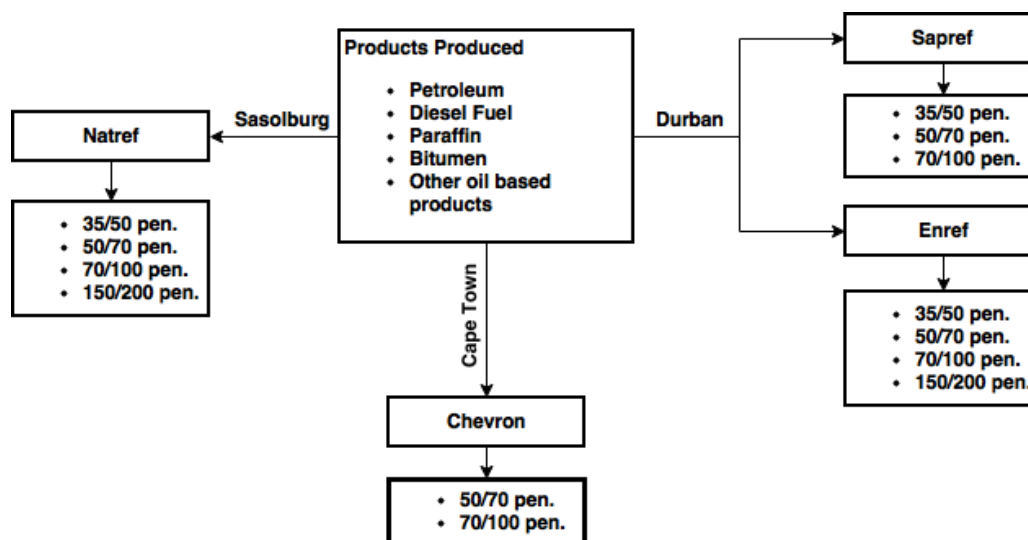 Products Produced
• Petroleum
• Diesel Fuel
• Paraffin
• Bitumen
• Other oil based
products
Sasolburg
Natref
• 35/50 pen.
• 50/70 pen.
• 70/100 pen.
• 150/200 pen.
Durban
Sapref
• 35/50 pen.
• 50/70 pen.
• 70/100 pen.
Enref
• 35/50 pen.
• 50/70 pen.
• 70/100 pen.
• 150/200 pen.
Cape Town
Chevron
• 50/70 pen.
• 70/100 pen.